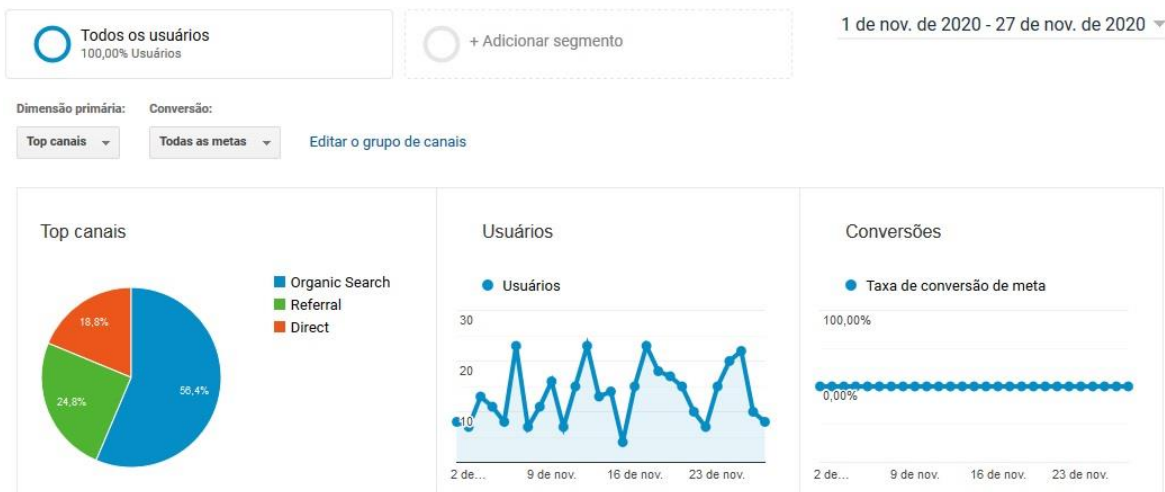 Todos os usuários
100,00% Usuários
+ Adicionar segmento
1 de nov. de 2020 - 27 de nov. de 2020
Dimensão primária:
Conversão:
Top canais
Todas as metas
Editar o grupo de canais
Top canais
Organic Search
Referral
Direct
18,8%
24,8%
56,4%
Usuários
Usuários
30
20
10
2 de...
9 de nov.
16 de nov.
23 de nov.
Conversões
Taxa de conversão de meta
100,00%
0,00%
2 de...
9 de nov.
16 de nov.
23 de nov.